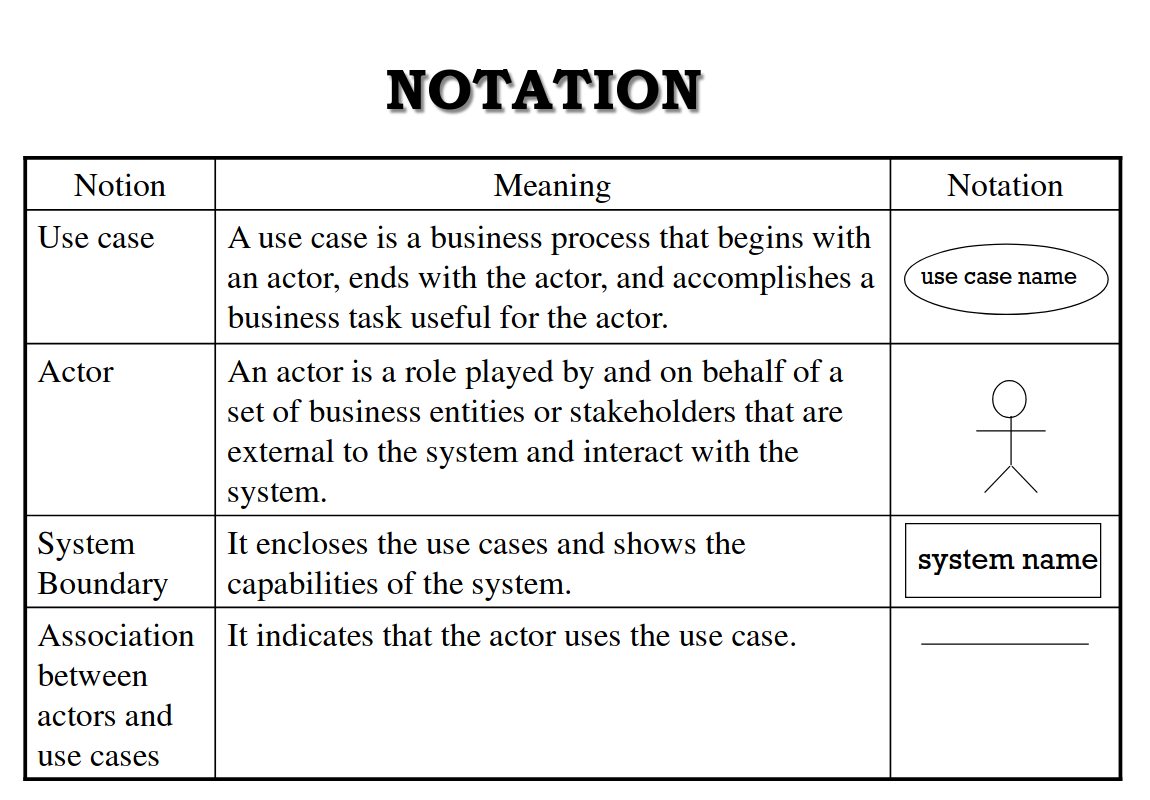 NOTATION
Notion
Meaning
Notation
Use case
A use case is a business process that begins with
an actor, ends with the actor, and accomplishes a
business task useful for the actor.
use case name
Actor
An actor is a role played by and on behalf of a
set of business entities or stakeholders that are
external to the system and interact with the
system.
System
Boundary
It encloses the use cases and shows the
capabilities of the system.
system name
Association
between
actors and
use cases
It indicates that the actor uses the use case.